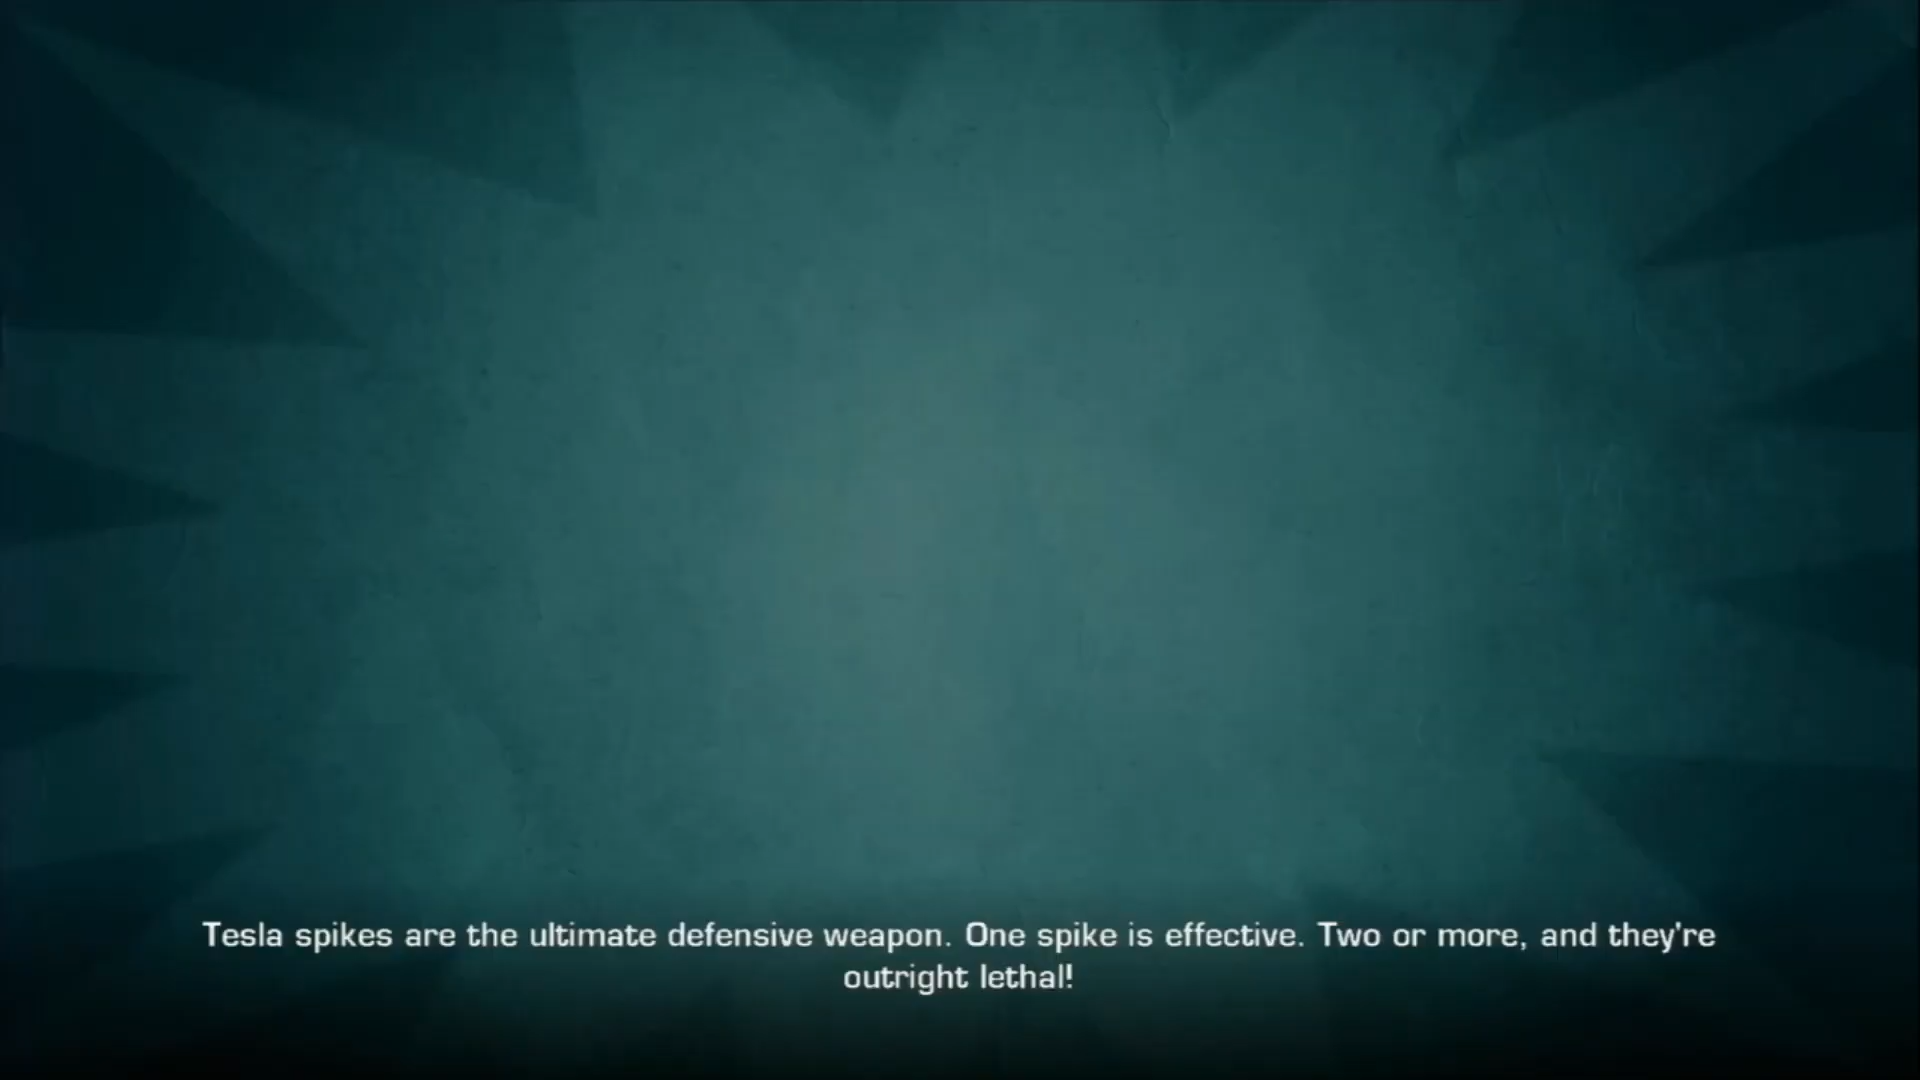 Tesla spikes are the ultimate defensive weapon. One spike is effective. Two or more, and they're
outright lethal!